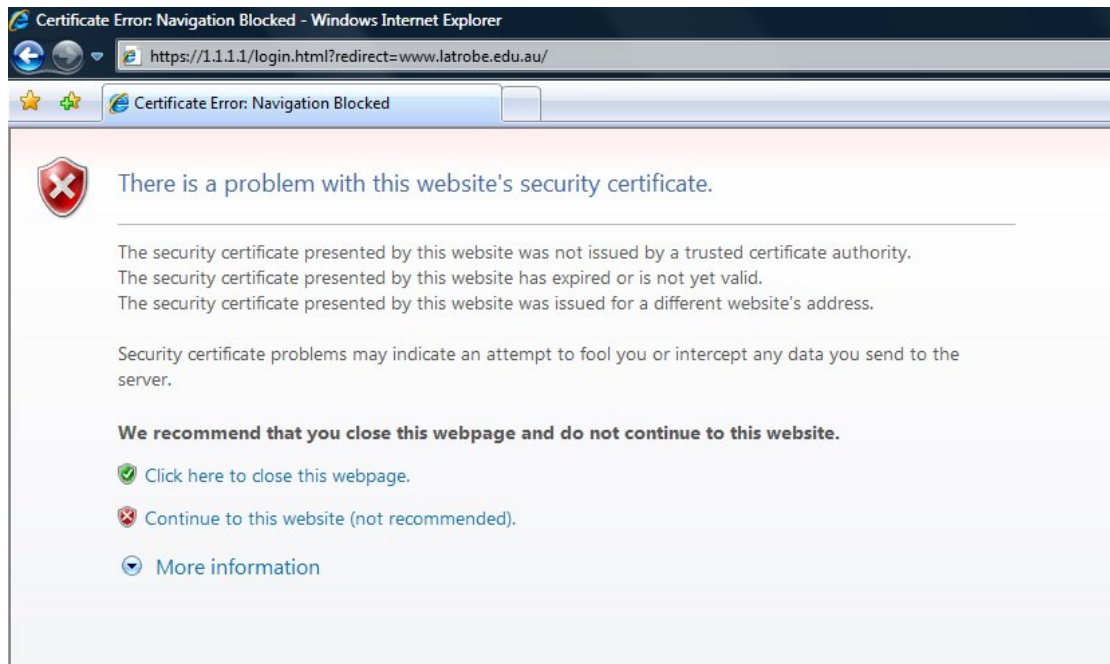 Certificate Error: Navigation Blocked - Windows Internet Explorer
https://1.1.1.1/login.html?redirect=www.latrobe.edu.au/
Certificate Error: Navigation Blocked
There is a problem with this website's security certificate.
The security certificate presented by this website was not issued by a trusted certificate authority.
The security certificate presented by this website has expired or is not yet valid.
The security certificate presented by this website was issued for a different website's address.
Security certificate problems may indicate an attempt to fool you or intercept any data you send to the
server.
We recommend that you close this webpage and do not continue to this website.
Click here to close this webpage.
Continue to this website (not recommended).
More information